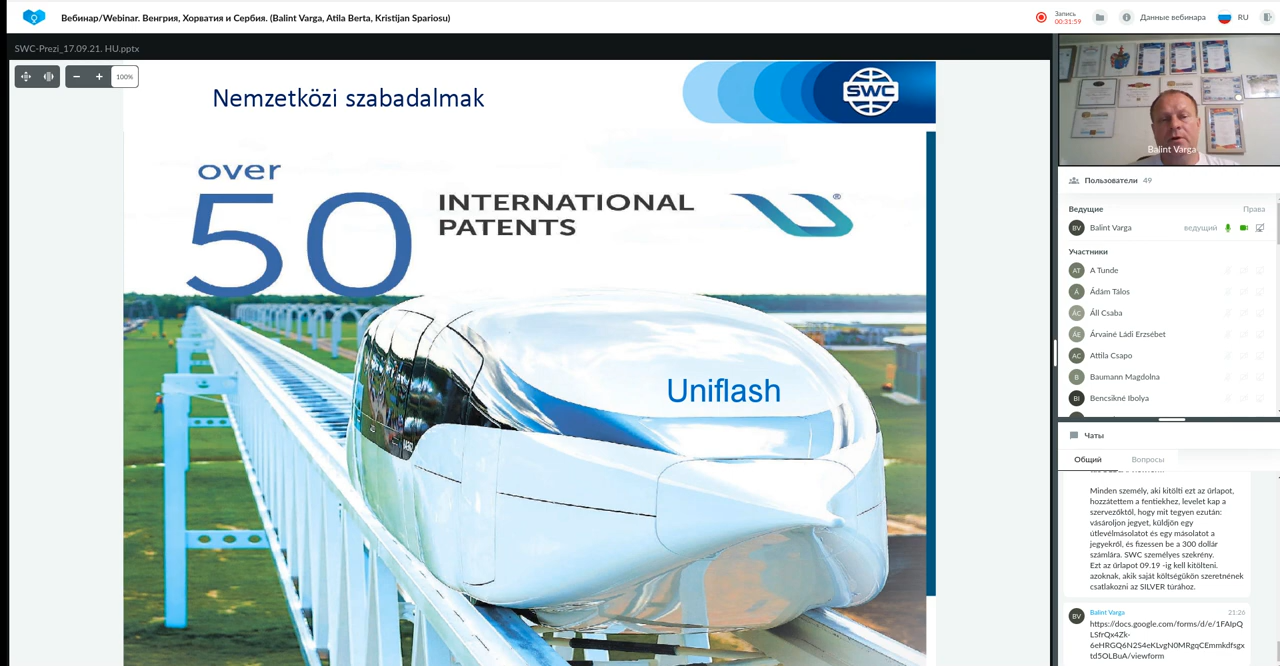 Вебинар/Webinar. Венгрия, Хорватия и Сербия. (Balint Varga, Atila Berta, Kristijan Spariosu)
Запись
00:31:59
Данные вебинара
RU
SWC-Prezi_17.09.21. HU.pptx
100%
Nemzetközi szabadalmak
SWC
over
50
INTERNATIONAL
PATENTS
®
Uniflash
Balint Varga
Пользователи 49
Ведущие Права
BV Balint Varga ведущий
Участники
AT A Tunde
Á Ádám Tálos
ÁC Áll Csaba
ÁE Árvainé Ládi Erzsébet
AC Attila Csapo
B Baumann Magdolna
BI Bencsikné Ibolya
Чаты
Общий Вопросы
Minden személy, aki kitölti ezt az űrlapot,
hozzátettem a fentiekhez, levelet kap a
szervezőktől, hogy mit tegyen ezután:
vásároljon jegyet, küldjön egy
útlevélmásolatot és egy másolatot a
jegyekről, és fizessen be a 300 dollár
számlára. SWC személyes szekrény.
Ezt az űrlapot 09.19 -ig kell kitölteni.
azoknak, akik saját költségükön szeretnének
csatlakozni az SILVER túrához.
BV Balint Varga 21:26
https://docs.google.com/forms/d/e/1FAIpQ
LSfrQx4Zk-
6eHRGQ6N2S4eKLvgN0MRgqCEmmkdfsgx
td5OLBuA/viewform